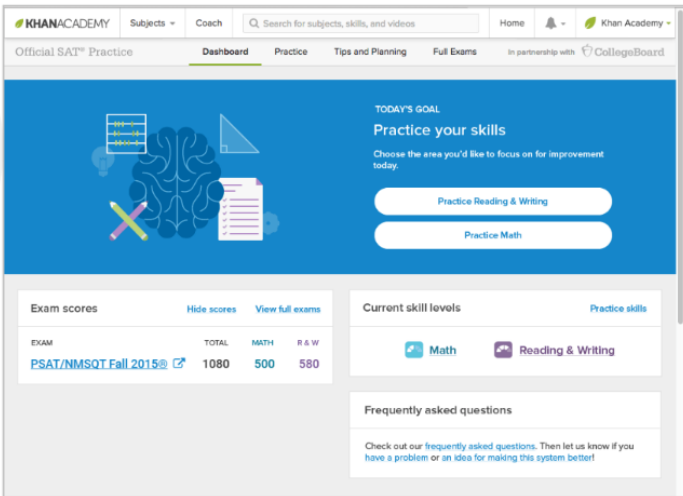 KHANACADEMY Subjects Coach Search for subjects, skills, and videos Home Khan Academy
Official SAT® Practice Dashboard Practice Tips and Planning Full Exams In partnership with CollegeBoard
TODAY'S GOAL
Practice your skills
Choose the area you'd like to focus on for improvement
today.
Practice Reading & Writing
Practice Math
Exam scores Hide scores View full exams
EXAM TOTAL MATH R & W
PSAT/NMSQT Fall 2015® 1080 500 580
Current skill levels Practice skills
Math Reading & Writing
Frequently asked questions
Check out our frequently asked questions. Then let us know if you
have a problem or an idea for making this system better!